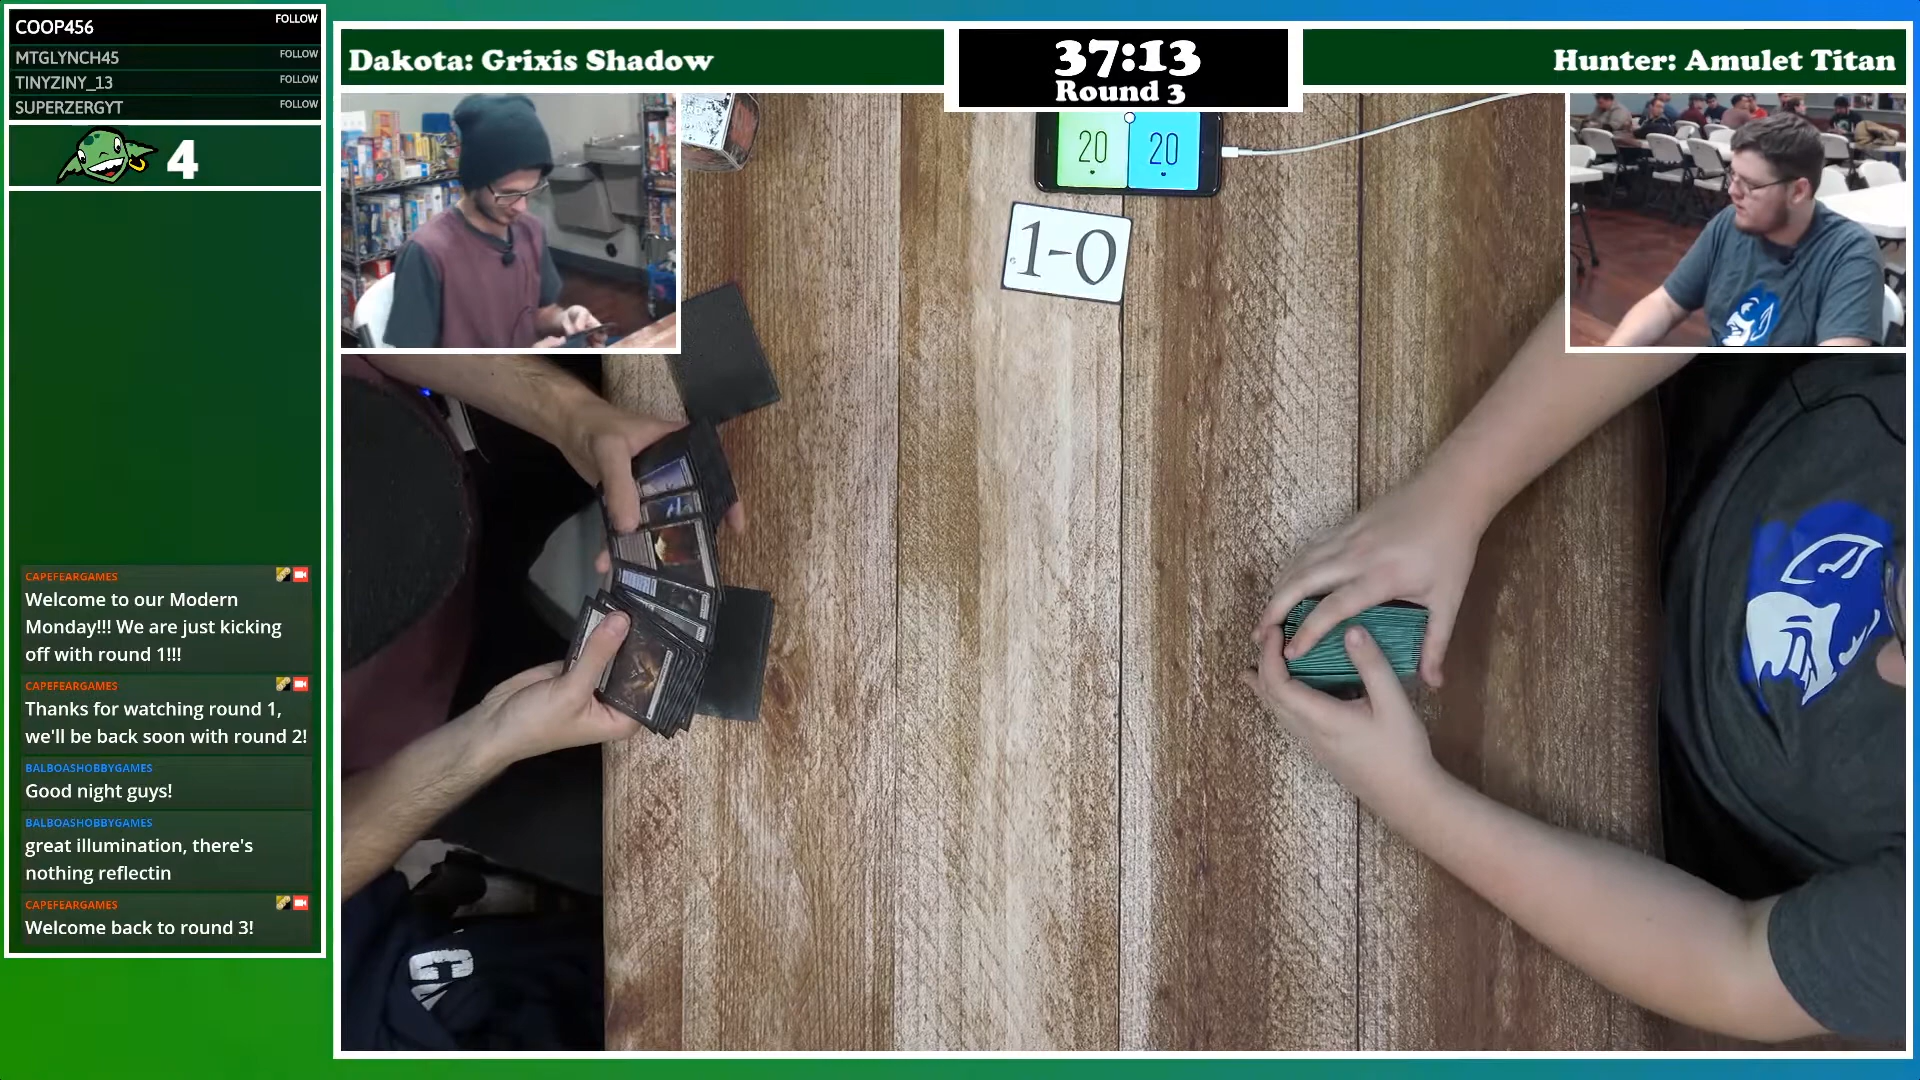 COOP456
FOLLOW
MTGLYNCH45
FOLLOW
TINYZINY_13
FOLLOW
SUPERZERGYT
FOLLOW
4
Dakota: Grixis Shadow
37:13
Round 3
Hunter: Amulet Titan
20
20
1-0
CAPEFEARGAMES
Welcome to our Modern
Monday!!! We are just kicking
off with round 1!!!
CAPEFEARGAMES
Thanks for watching round 1,
we'll be back soon with round 2!
BALBOASHOBBYGAMES
Good night guys!
BALBOASHOBBYGAMES
great illumination, there's
nothing reflectin
CAPEFEARGAMES
Welcome back to round 3!